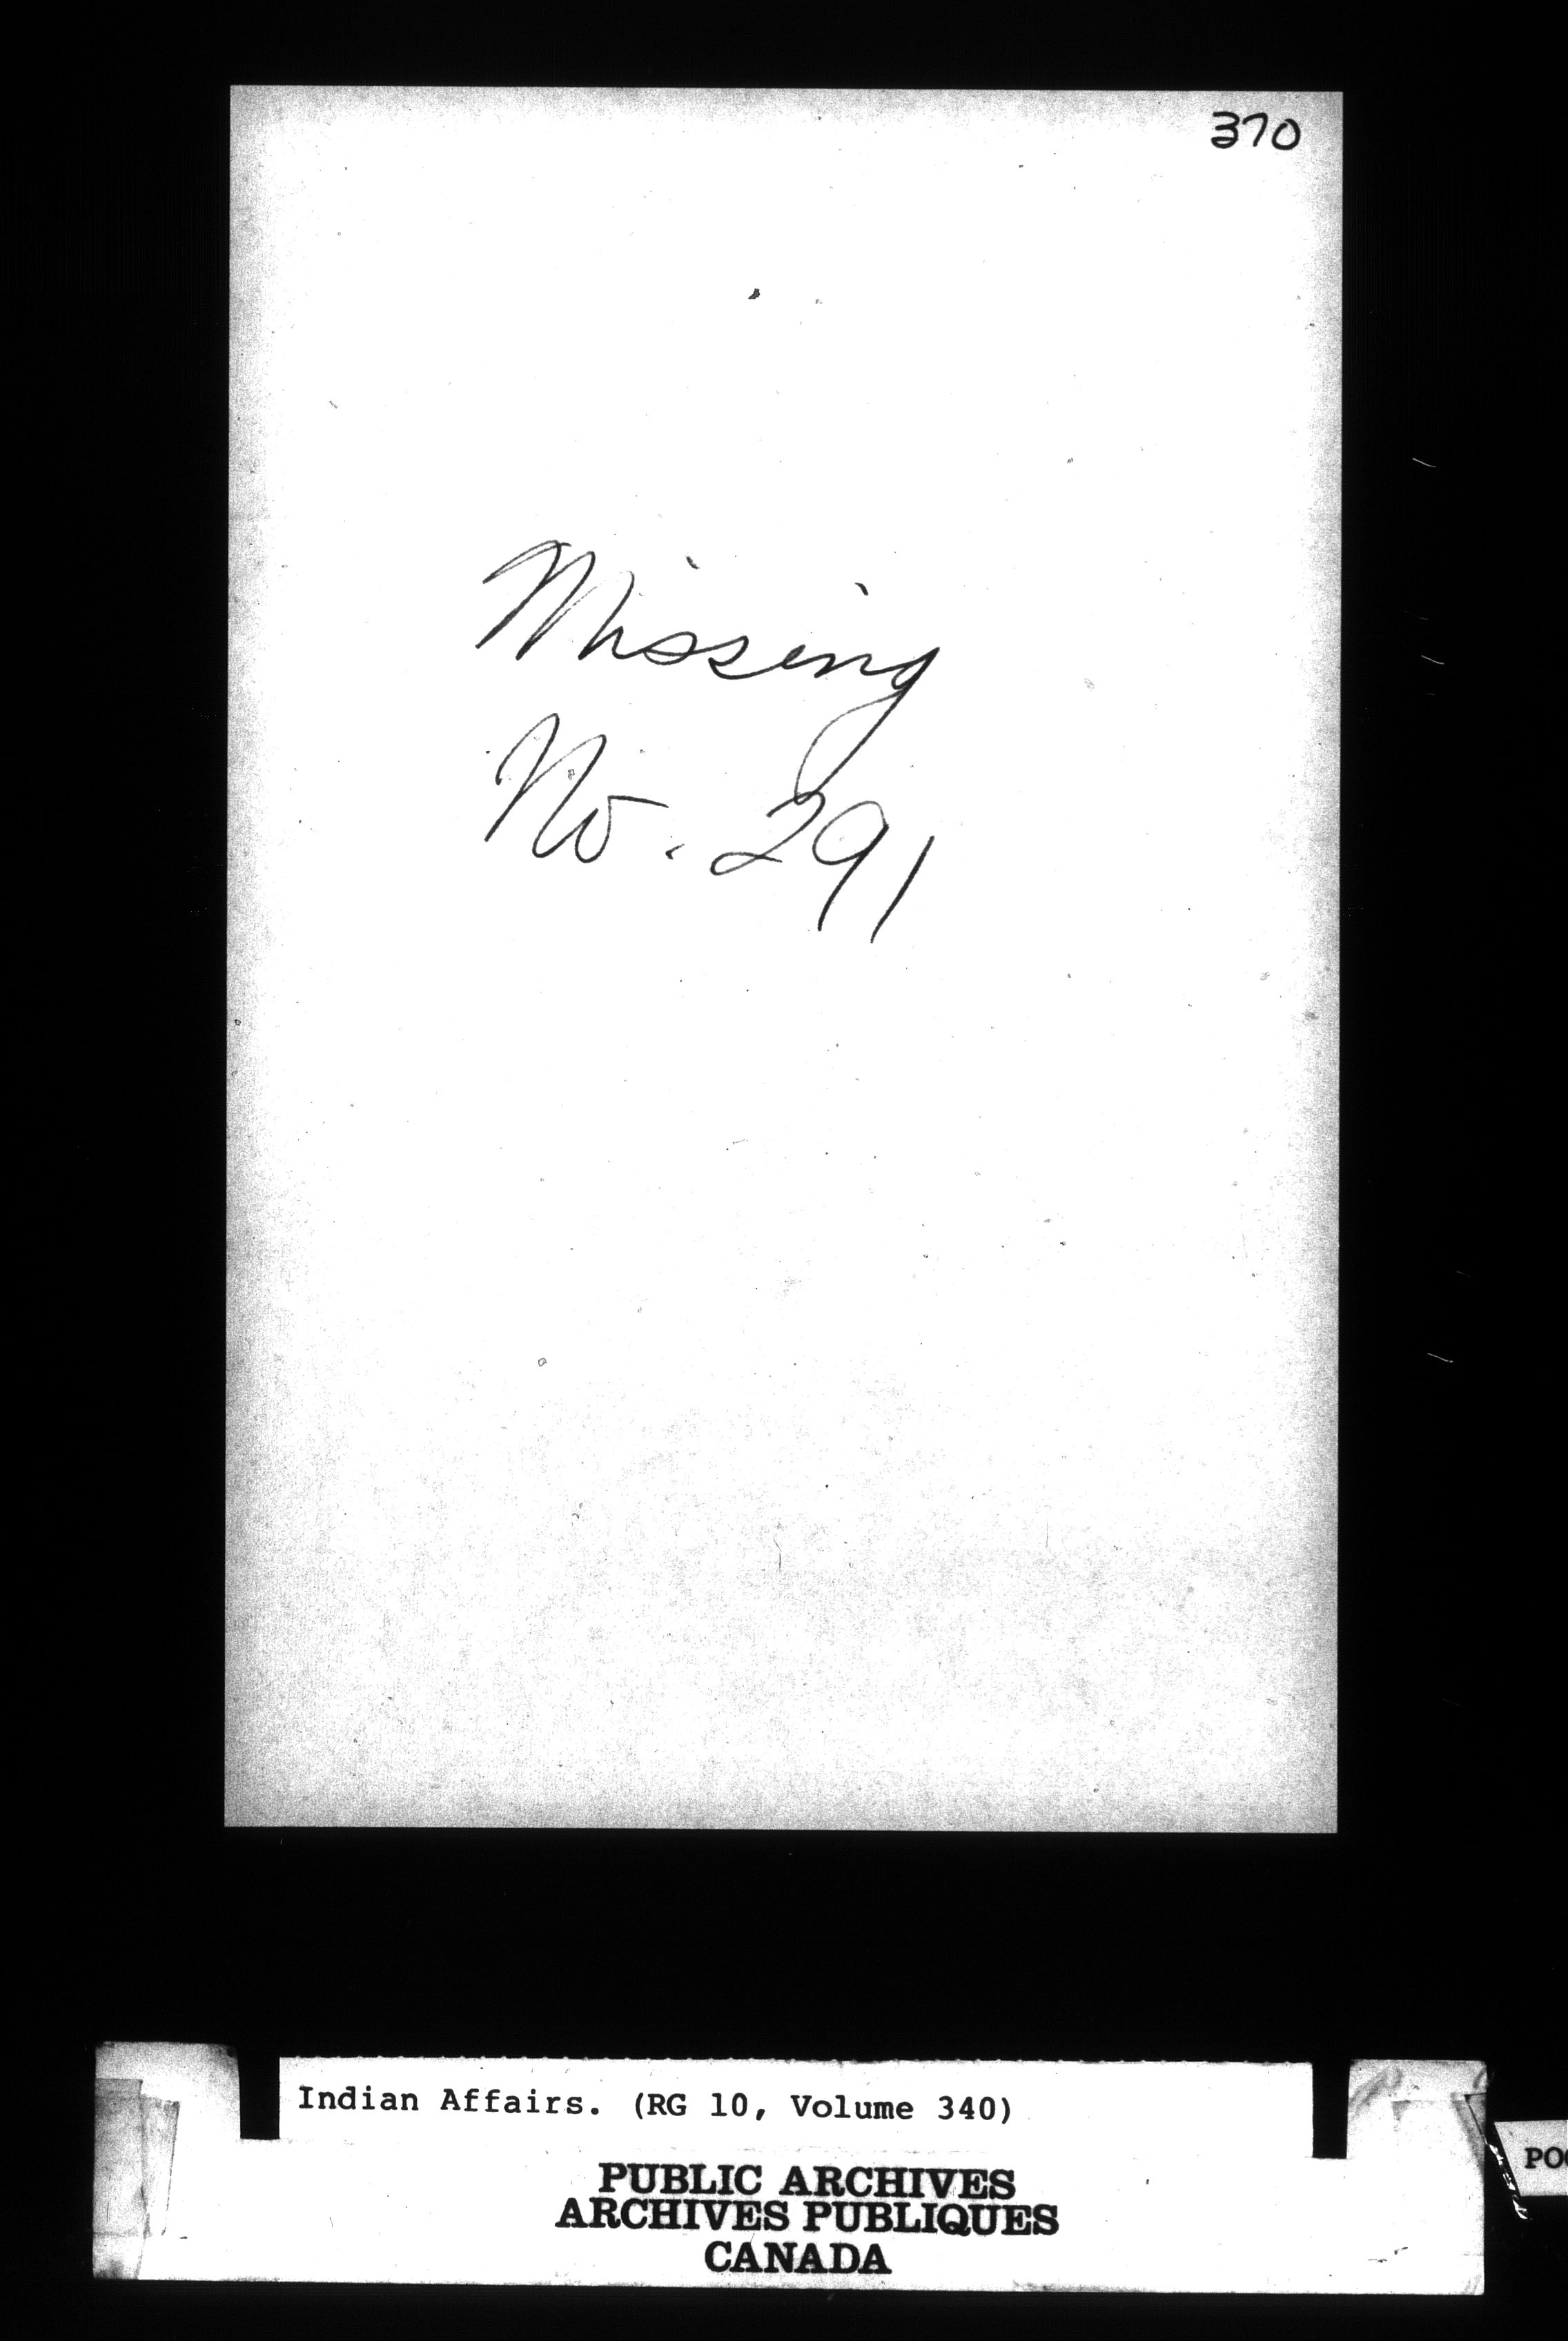 370
Missing
No. 291
Indian Affairs. (RG 10, Volume 340)
PUBLIC ARCHIVES
ARCHIVES PUBLIQUES
CANADA